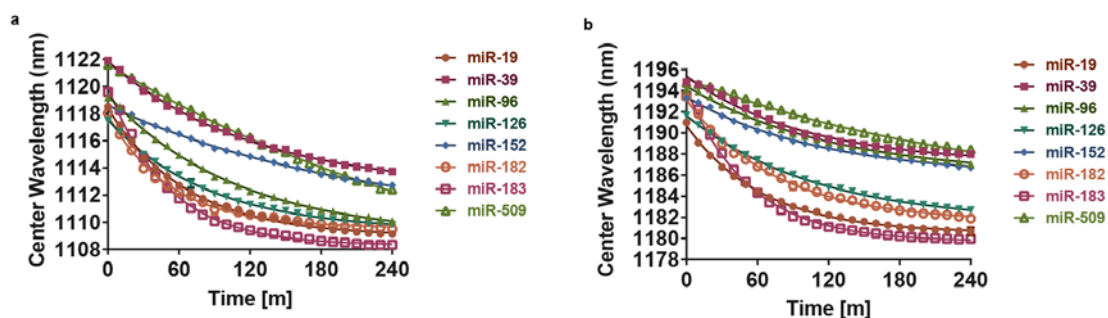 a
Center Wavelength (nm)
1122
1120
1118
1116
1114
1112
1110
1108
0
60
120
180
240
Time [m]
miR-19
miR-39
miR-96
miR-126
miR-152
miR-182
miR-183
miR-509
b
Center Wavelength (nm)
1196
1194
1192
1190
1188
1186
1184
1182
1180
1178
0
60
120
180
240
Time [m]
miR-19
miR-39
miR-96
miR-126
miR-152
miR-182
miR-183
miR-509